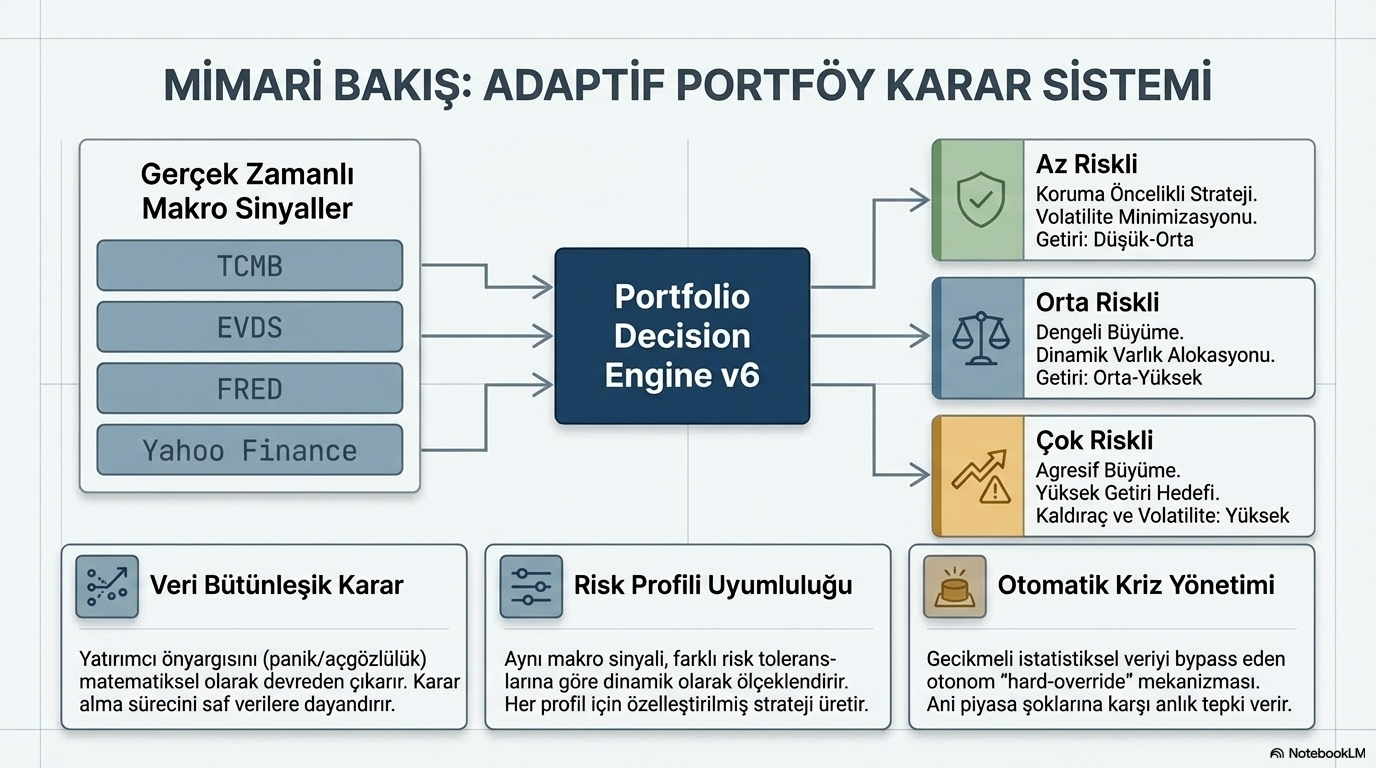 MİMARİ BAKIŞ: ADAPTİF PORTFÖY KARAR SİSTEMİ
Gerçek Zamanlı
Makro Sinyaller
TCMB
EVDS
FRED
Yahoo Finance
Portfolio
Decision
Engine v6
Az Riskli
Koruma Öncelikli Strateji.
Volatilite Minimizasyonu.
Getiri: Düşük-Orta
Orta Riskli
Dengeli Büyüme.
Dinamik Varlık Alokasyonu.
Getiri: Orta-Yüksek
Çok Riskli
Agresif Büyüme.
Yüksek Getiri Hedefi.
Kaldıraç ve Volatilite: Yüksek
Veri Bütünleşik Karar
Yatırımcı önyargısını (panik/açgözlülük)
matematiksel olarak devreden çıkarır. Karar
alma sürecini saf verilere dayandırır.
Risk Profili Uyumluluğu
Aynı makro sinyali, farklı risk tolerans-
larına göre dinamik olarak ölçeklendirir.
Her profil için özelleştirilmiş strateji üretir.
Otomatik Kriz Yönetimi
Gecikmeli istatistiksel veriyi bypass eden
otonom “hard-override” mekanizması.
Ani piyasa şoklarına karşı anlık tepki verir.
NotebookLM